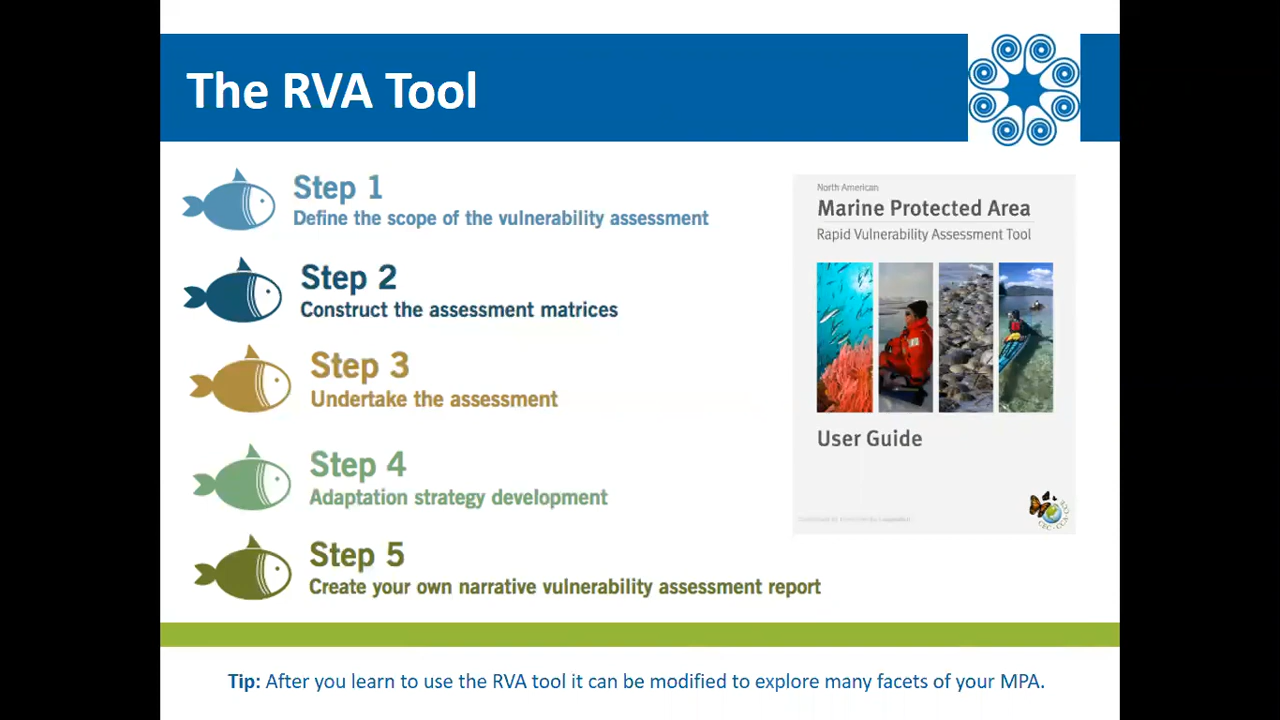 The RVA Tool
Step 1
Define the scope of the vulnerability assessment
Step 2
Construct the assessment matrices
Step 3
Undertake the assessment
Step 4
Adaptation strategy development
Step 5
Create your own narrative vulnerability assessment report
North American
Marine Protected Area
Rapid Vulnerability Assessment Tool
User Guide
Tip: After you learn to use the RVA tool it can be modified to explore many facets of your MPA.